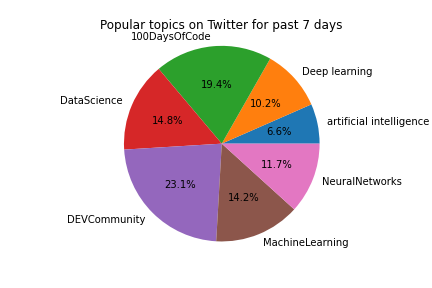 Popular topics on Twitter for past 7 days
100DaysOfCode
19.4%
Deep learning
10.2%
DataScience
14.8%
artificial intelligence
6.6%
DEVCommunity
23.1%
11.7%
NeuralNetworks
14.2%
MachineLearning